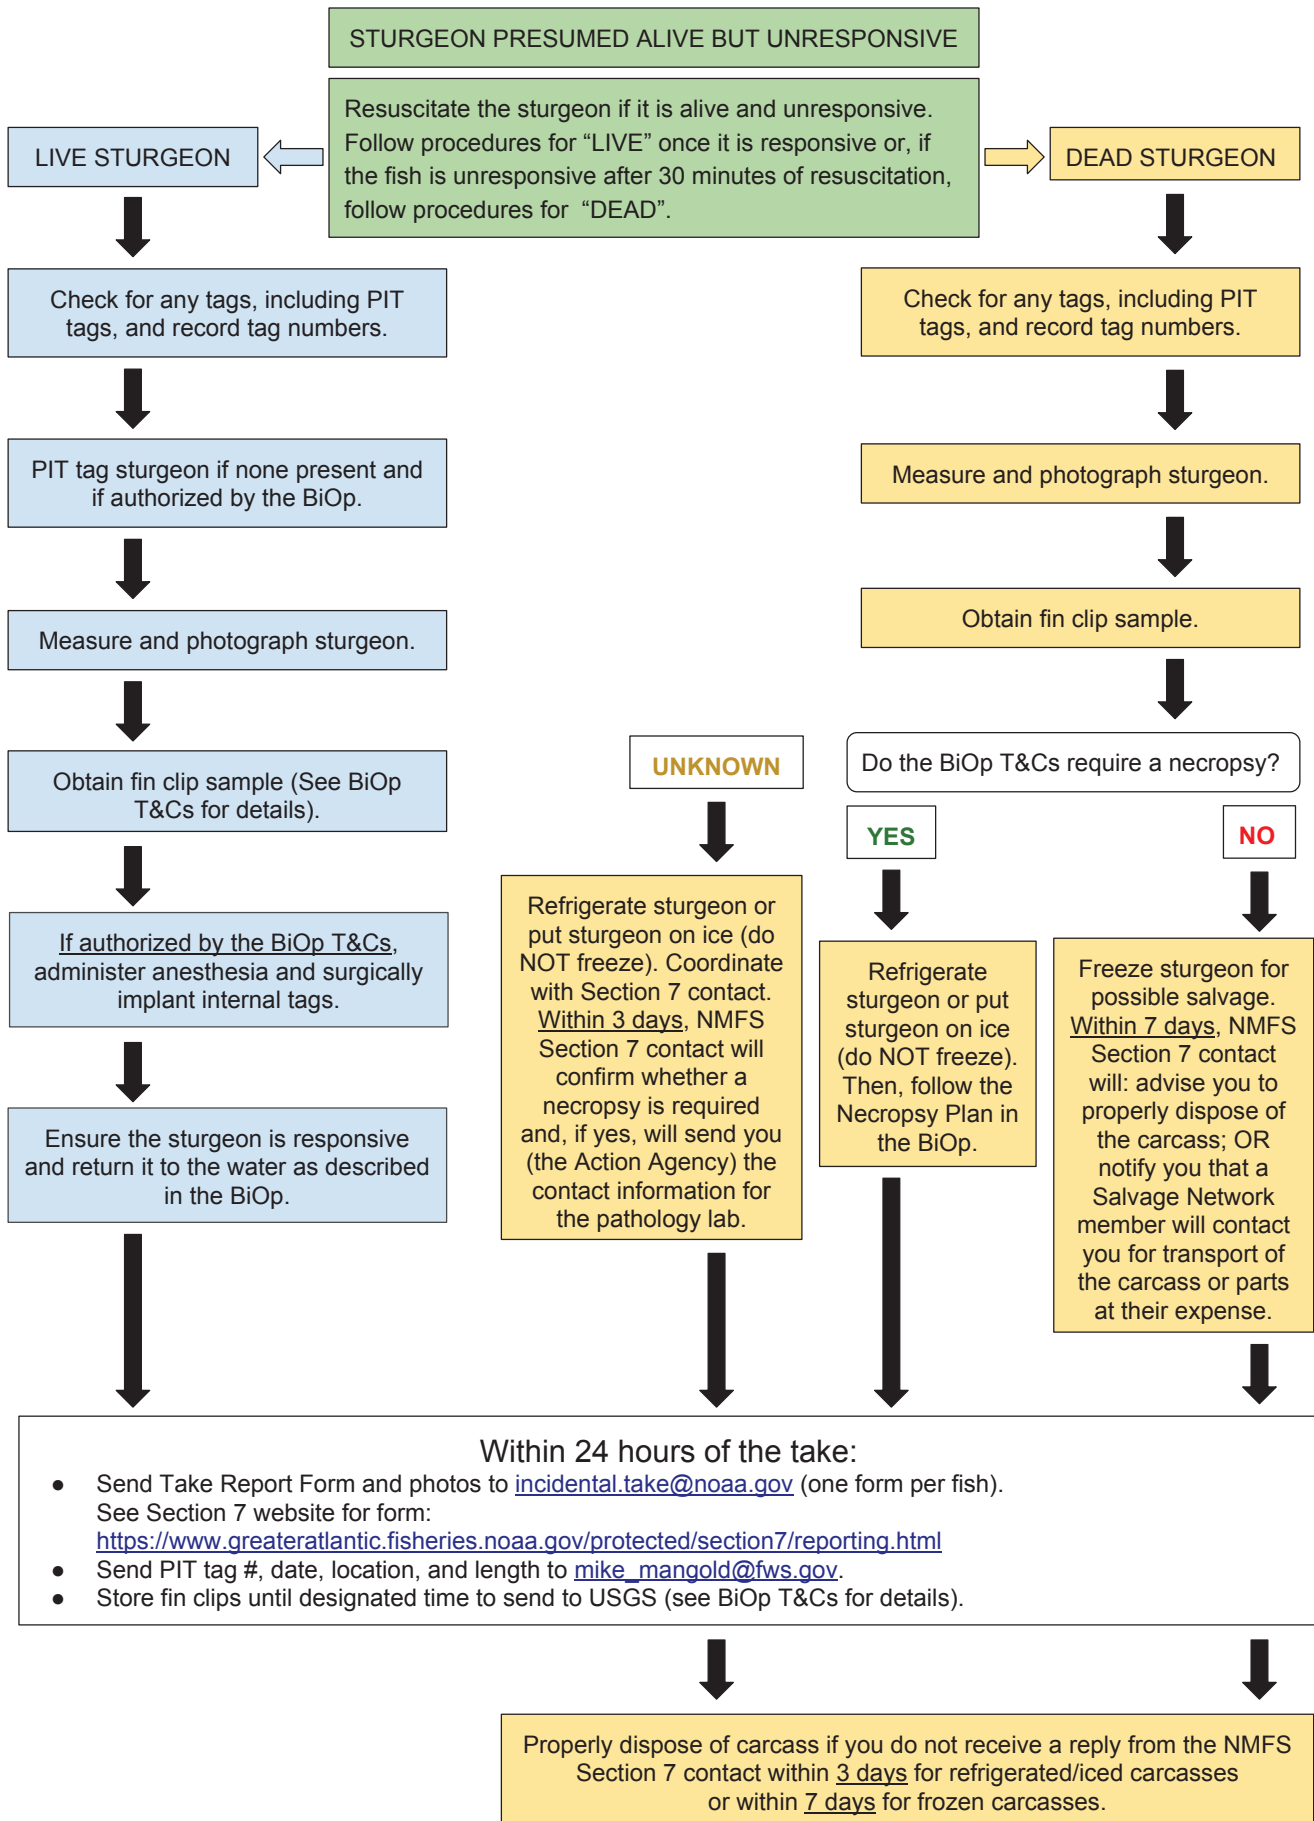 STURGEON PRESUMED ALIVE BUT UNRESPONSIVE
Resuscitate the sturgeon if it is alive and unresponsive.
Follow procedures for “LIVE” once it is responsive or, if
the fish is unresponsive after 30 minutes of resuscitation,
follow procedures for “DEAD”.
LIVE STURGEON
DEAD STURGEON
Check for any tags, including PIT
tags, and record tag numbers.
PIT tag sturgeon if none present and
if authorized by the BiOp.
Measure and photograph sturgeon.
Obtain fin clip sample (See BiOp
T&Cs for details).
If authorized by the BiOp T&Cs,
administer anesthesia and surgically
implant internal tags.
Ensure the sturgeon is responsive
and return it to the water as described
in the BiOp.
Check for any tags, including PIT
tags, and record tag numbers.
Measure and photograph sturgeon.
Obtain fin clip sample.
Do the BiOp T&Cs require a necropsy?
UNKNOWN
Refrigerate sturgeon or
put sturgeon on ice (do
NOT freeze). Coordinate
with Section 7 contact.
Within 3 days, NMFS
Section 7 contact will
confirm whether a
necropsy is required
and, if yes, will send you
(the Action Agency) the
contact information for
the pathology lab.
YES
Refrigerate
sturgeon or put
sturgeon on ice
(do NOT freeze).
Then, follow the
Necropsy Plan in
the BiOp.
NO
Freeze sturgeon for
possible salvage.
Within 7 days, NMFS
Section 7 contact
will: advise you to
properly dispose of
the carcass; OR
notify you that a
Salvage Network
member will contact
you for transport of
the carcass or parts
at their expense.
Within 24 hours of the take:
● Send Take Report Form and photos to incidental.take@noaa.gov (one form per fish).
See Section 7 website for form:
https://www.greateratlantic.fisheries.noaa.gov/protected/section7/reporting.html
● Send PIT tag #, date, location, and length to mike_mangold@fws.gov.
● Store fin clips until designated time to send to USGS (see BiOp T&Cs for details).
Properly dispose of carcass if you do not receive a reply from the NMFS
Section 7 contact within 3 days for refrigerated/iced carcasses
or within 7 days for frozen carcasses.